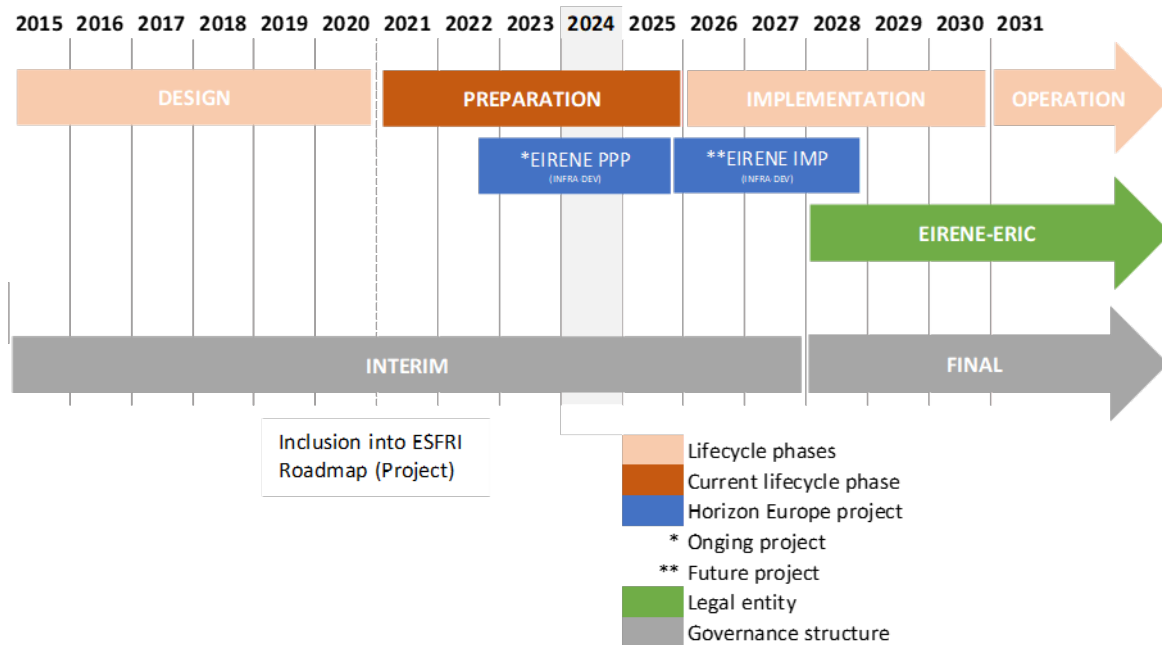 2015 2016 2017 2018 2019 2020 2021 2022 2023 2024 2025 2026 2027 2028 2029 2030 2031
DESIGN PREPARATION IMPLEMENTATION OPERATION
*EIRENE PPP **EIRENE IMP
(INFRA DEV) (INFRA DEV)
EIRENE-ERIC
INTERIM FINAL
Inclusion into ESFRI
Roadmap (Project)
Lifecycle phases
Current lifecycle phase
Horizon Europe project
* Onging project
** Future project
Legal entity
Governance structure